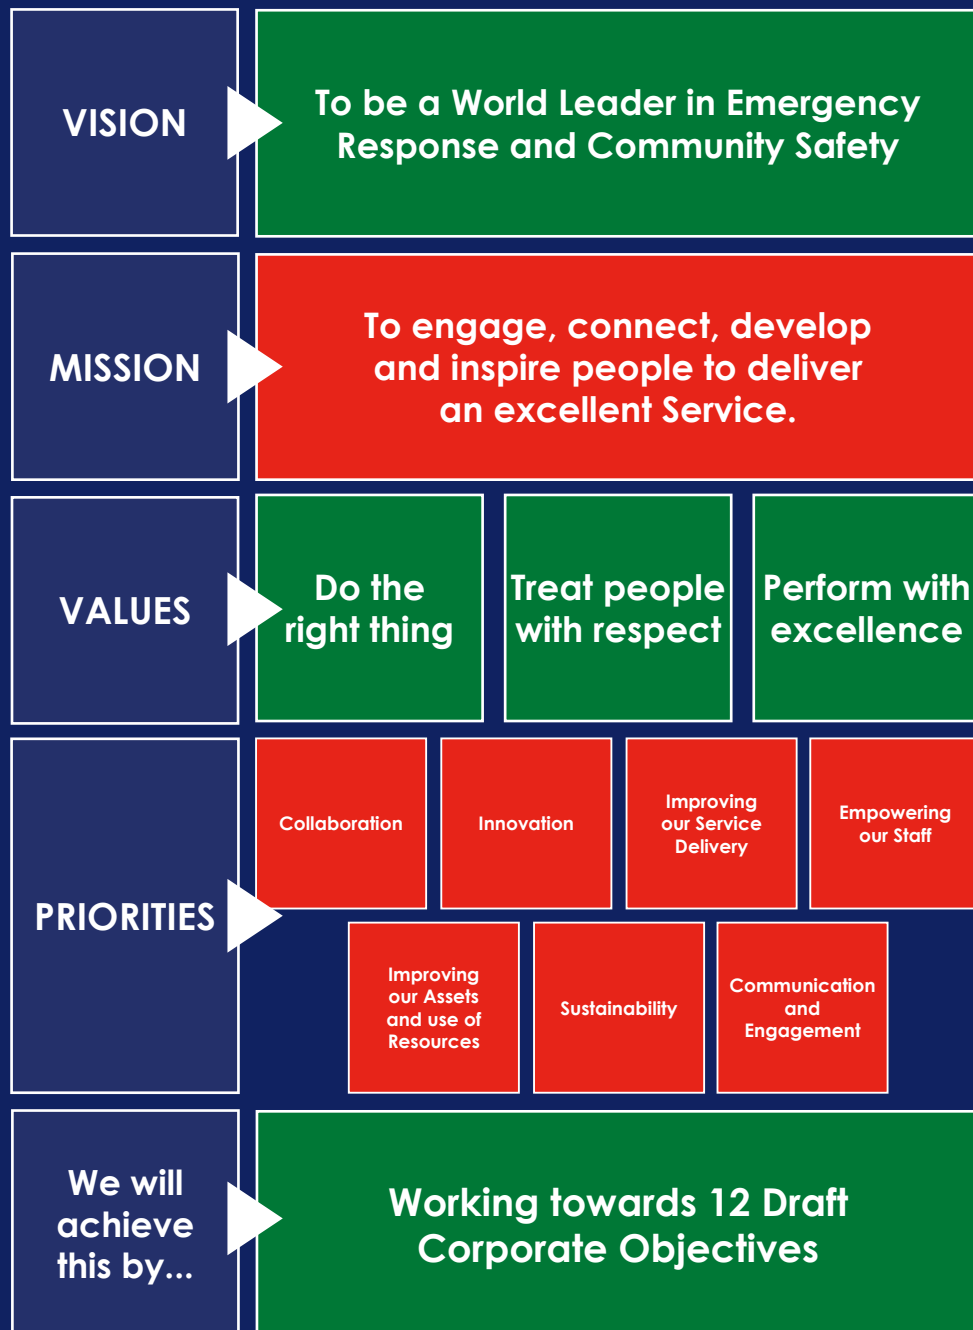 VISION
To be a World Leader in Emergency
Response and Community Safety
MISSION
To engage, connect, develop
and inspire people to deliver
an excellent Service.
VALUES
Do the
right thing
Treat people
with respect
Perform with
excellence
PRIORITIES
Collaboration
Innovation
Improving
our Service
Delivery
Empowering
our Staff
Improving
our Assets
and use of
Resources
Sustainability
Communication
and
Engagement
We will
achieve
this by...
Working towards 12 Draft
Corporate Objectives